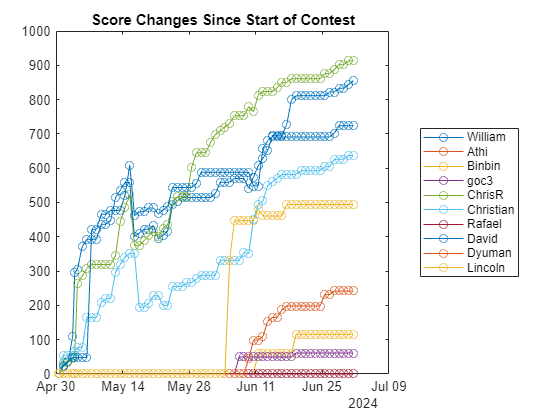 Score Changes Since Start of Contest
1000
900
800
700
600
500
400
300
200
100
0
Apr 30 May 14 May 28 Jun 11 Jun 25 Jul 09
2024
William
Athi
Binbin
goc3
ChrisR
Christian
Rafael
David
Dyuman
Lincoln